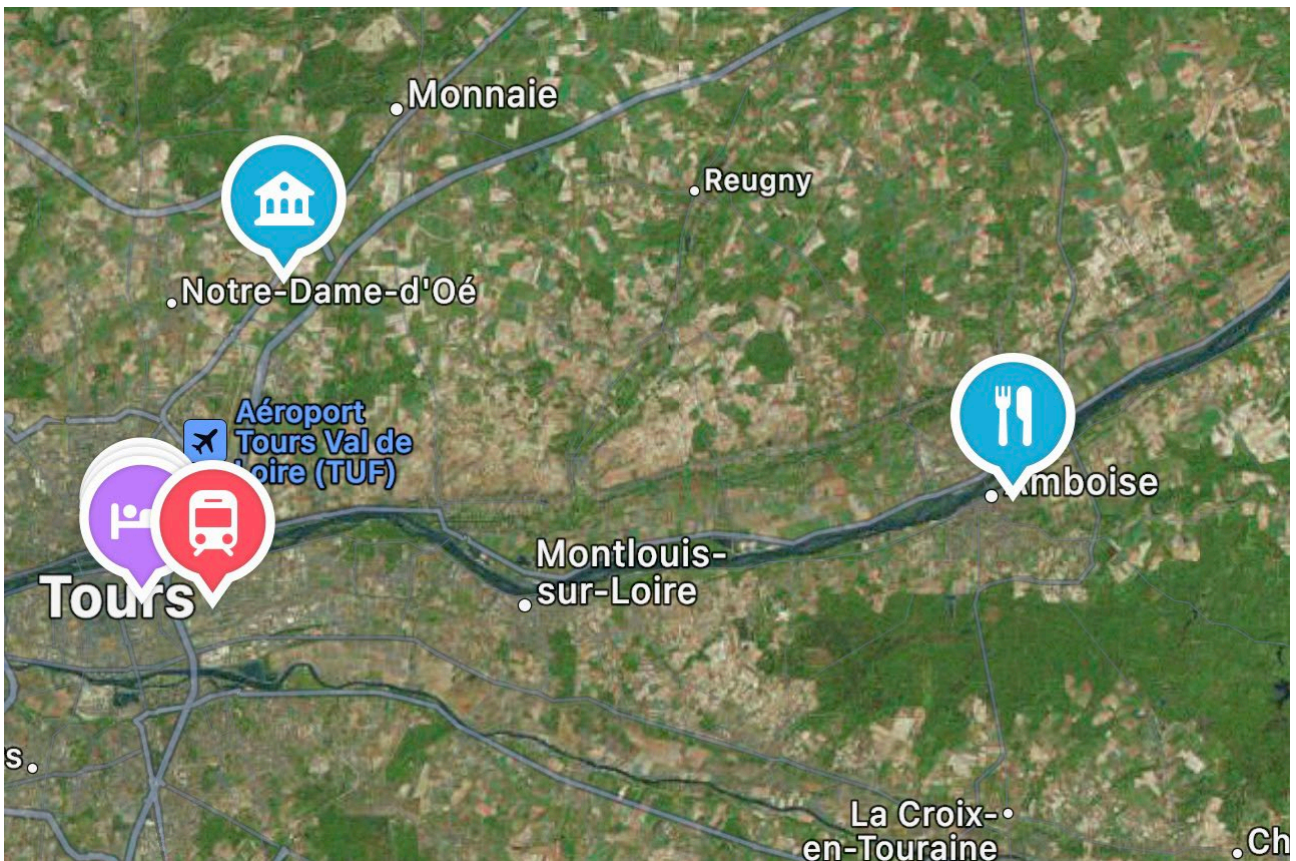 Monnaie
Reugny
Notre-Dame-d'Oé
Aéroport
Tours Val de
Loire (TUF)
Amboise
Montlouis-
sur-Loire
Tours
s
La Croix-
en-Touraine
Ch